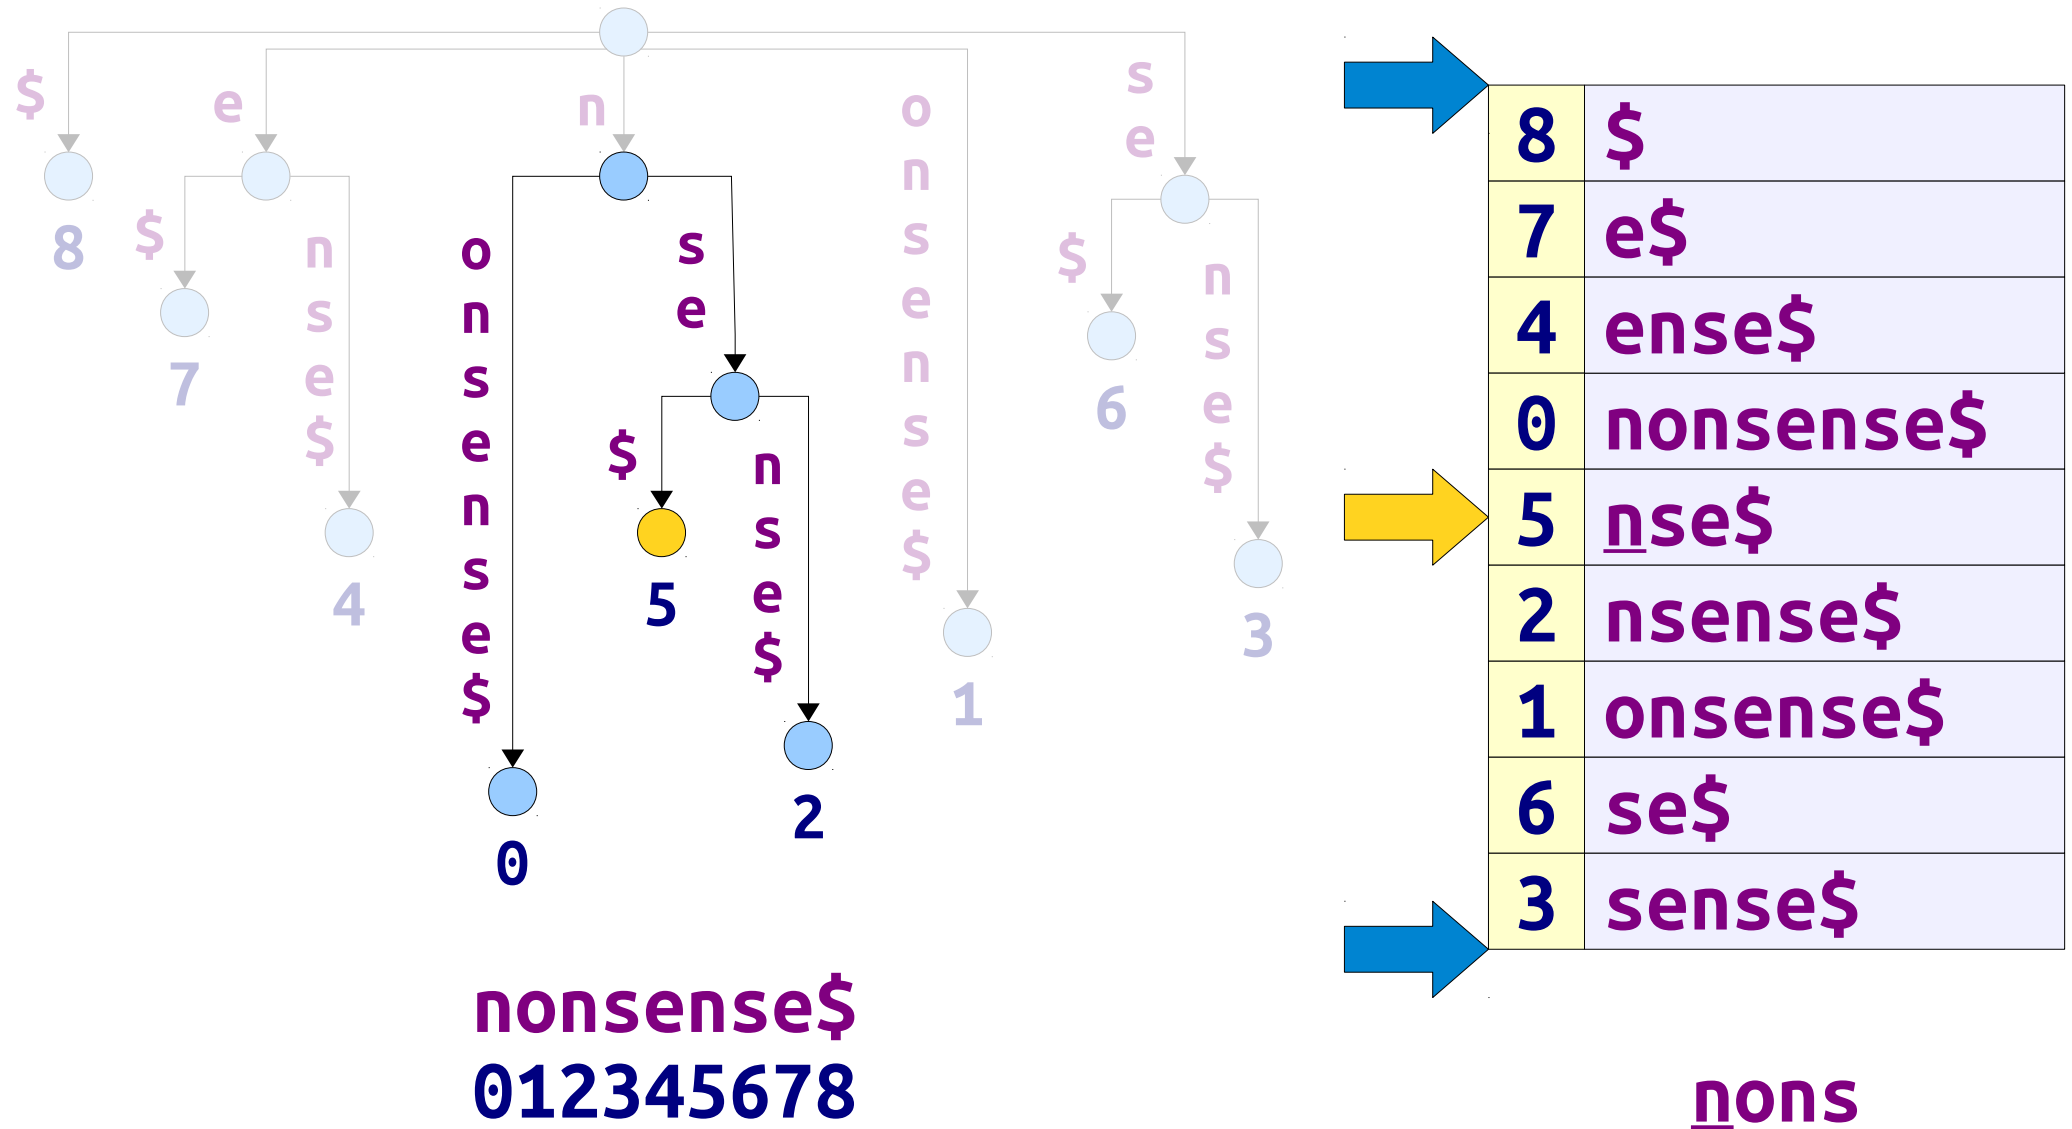 $
e
n
o
n
s
e
n
s
e
$
s
e
8
$
n
s
e
$
7
4
o
n
s
e
n
s
e
$
s
e
$
n
s
e
$
0
5
2
1
$
n
s
e
$
6
3
nonsense$
012345678
8 $
7 e$
4 ense$
0 nonsense$
5 nse$
2 nsense$
1 onsense$
6 se$
3 sense$
nons